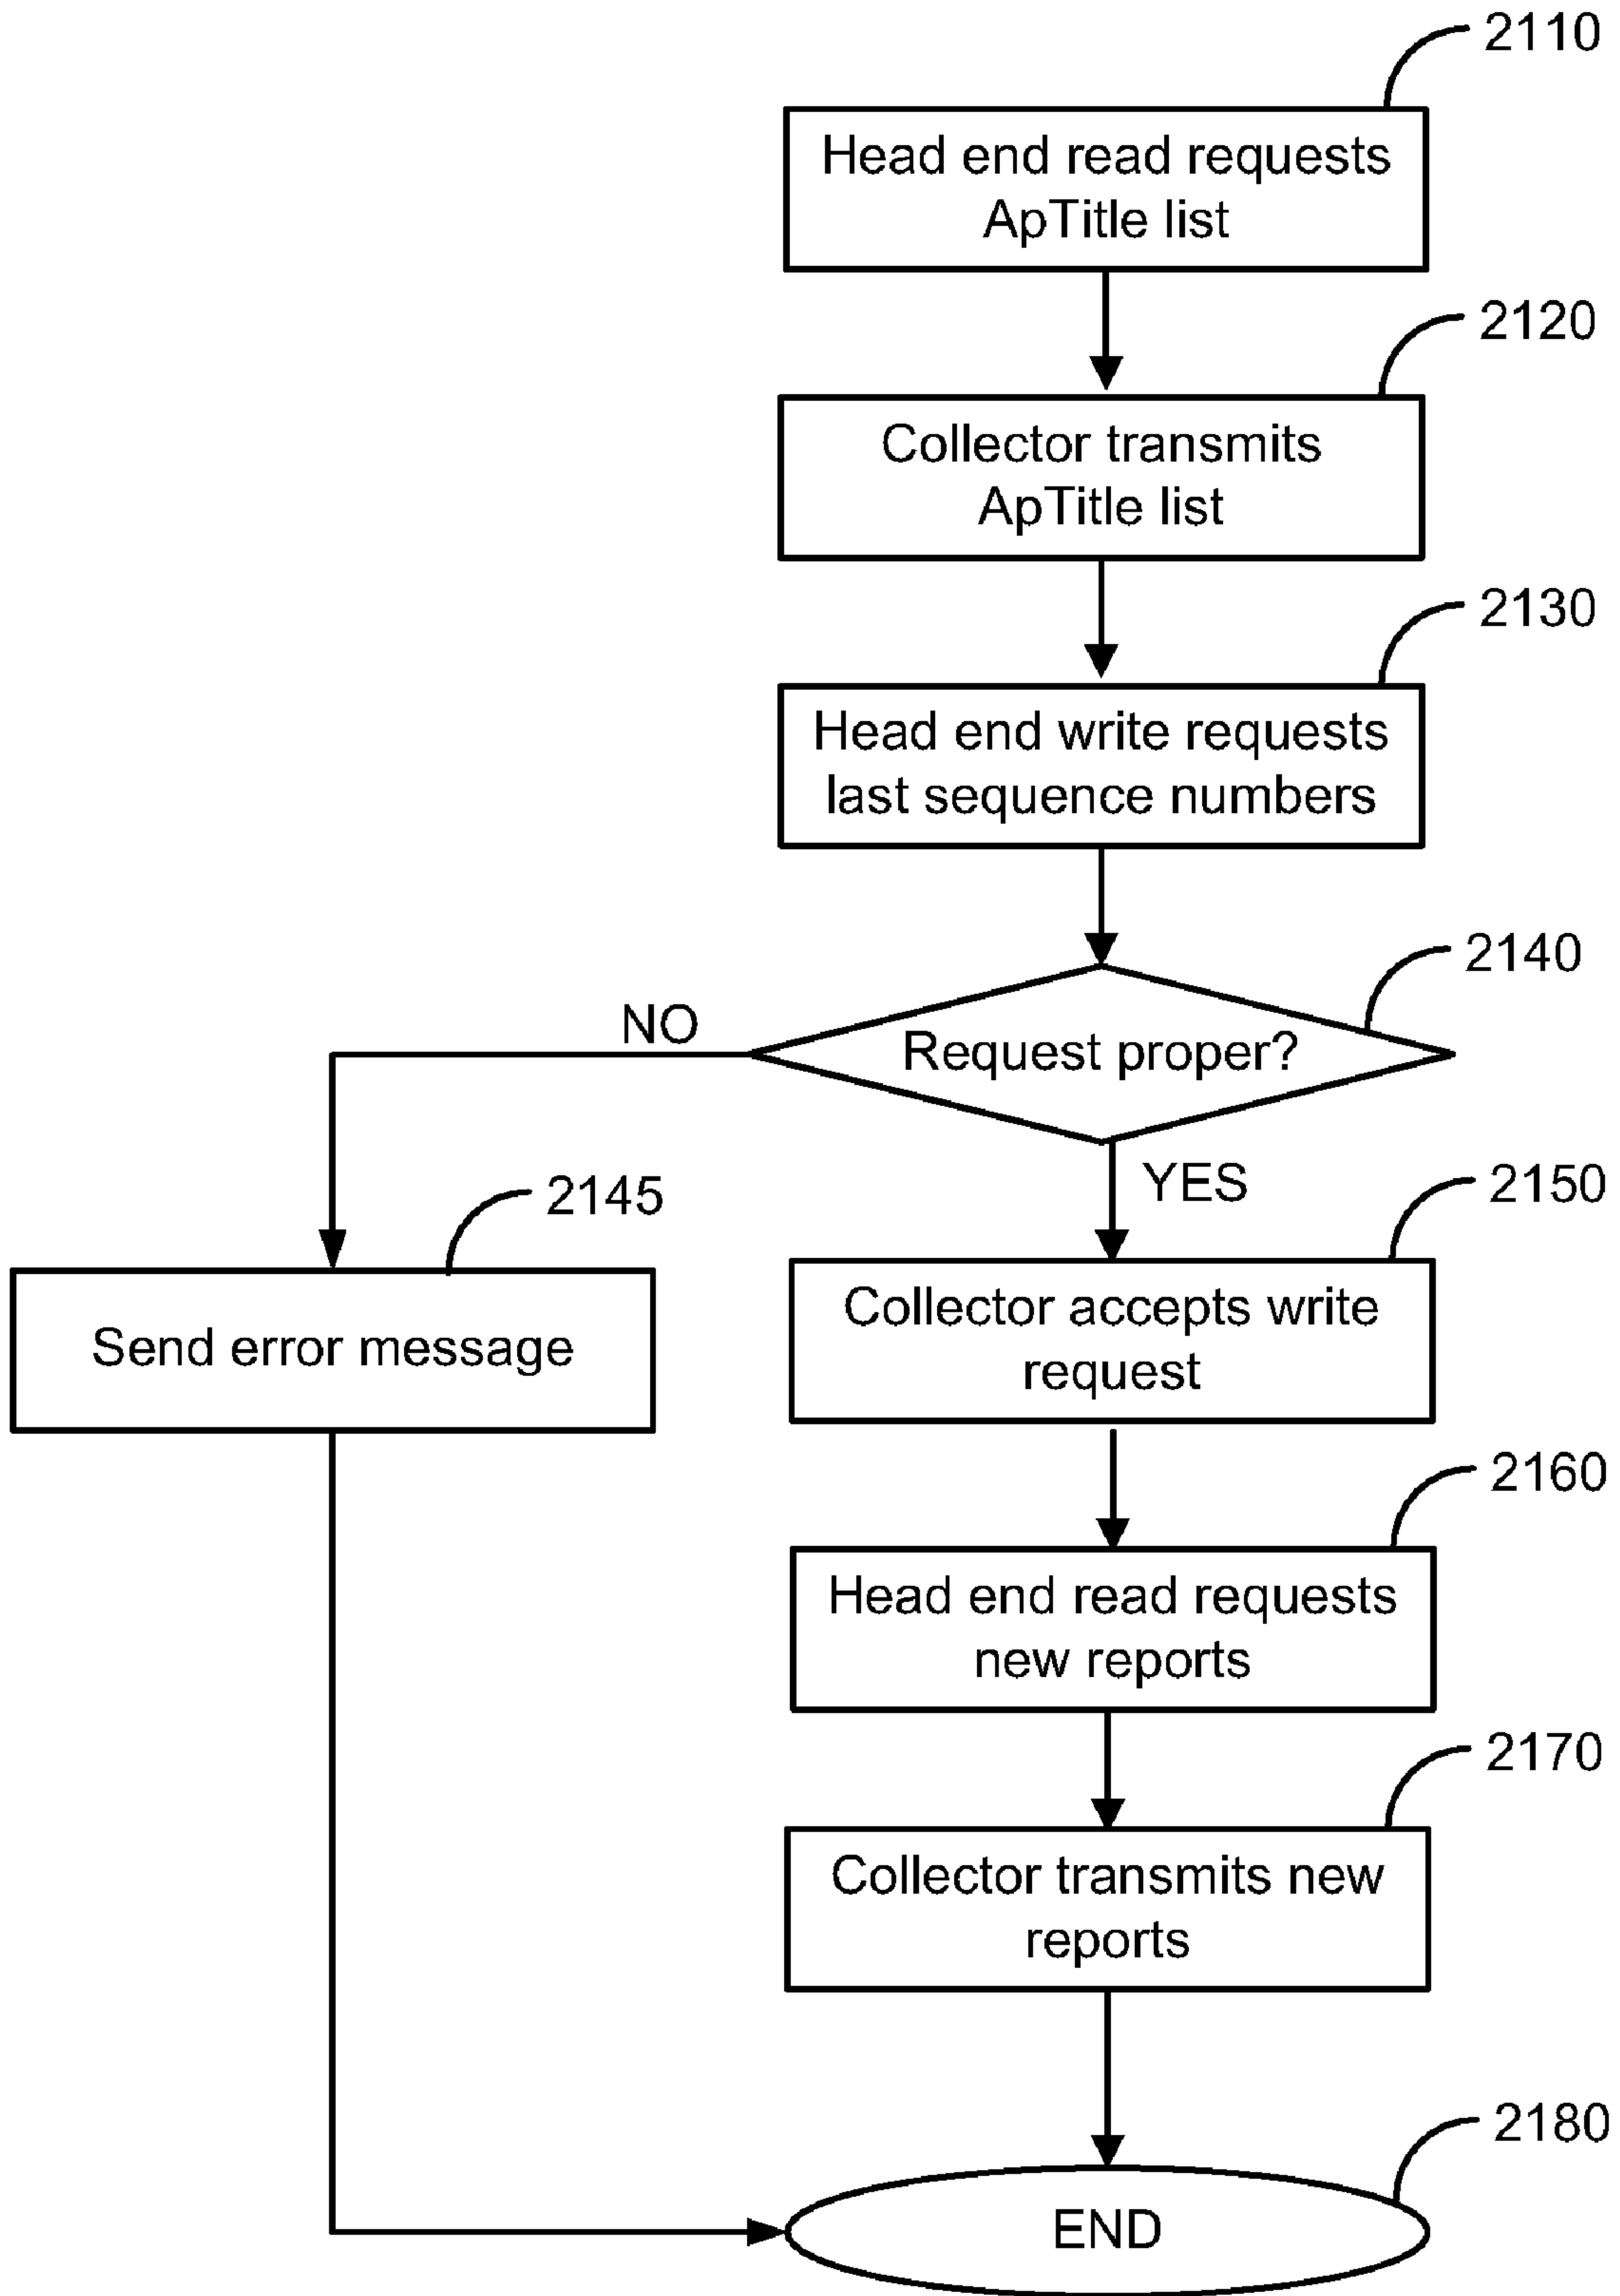 2110
Head end read requests
ApTitle list
2120
Collector transmits
ApTitle list
2130
Head end write requests
last sequence numbers
2140
NO
Request proper?
YES
2145
2150
Send error message
Collector accepts write
request
2160
Head end read requests
new reports
2170
Collector transmits new
reports
2180
END